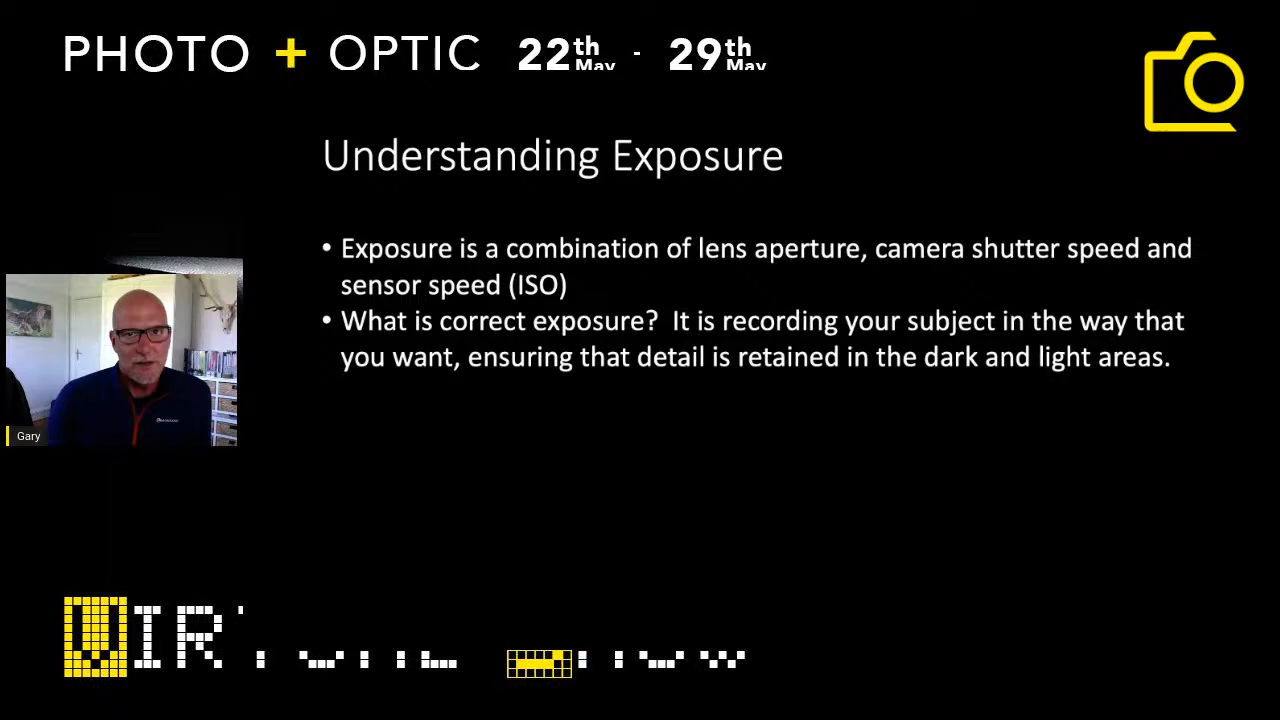 PHOTO + OPTIC 22th May - 29th May
Understanding Exposure
• Exposure is a combination of lens aperture, camera shutter speed and
sensor speed (ISO)
• What is correct exposure?  It is recording your subject in the way that
you want, ensuring that detail is retained in the dark and light areas.
Gary